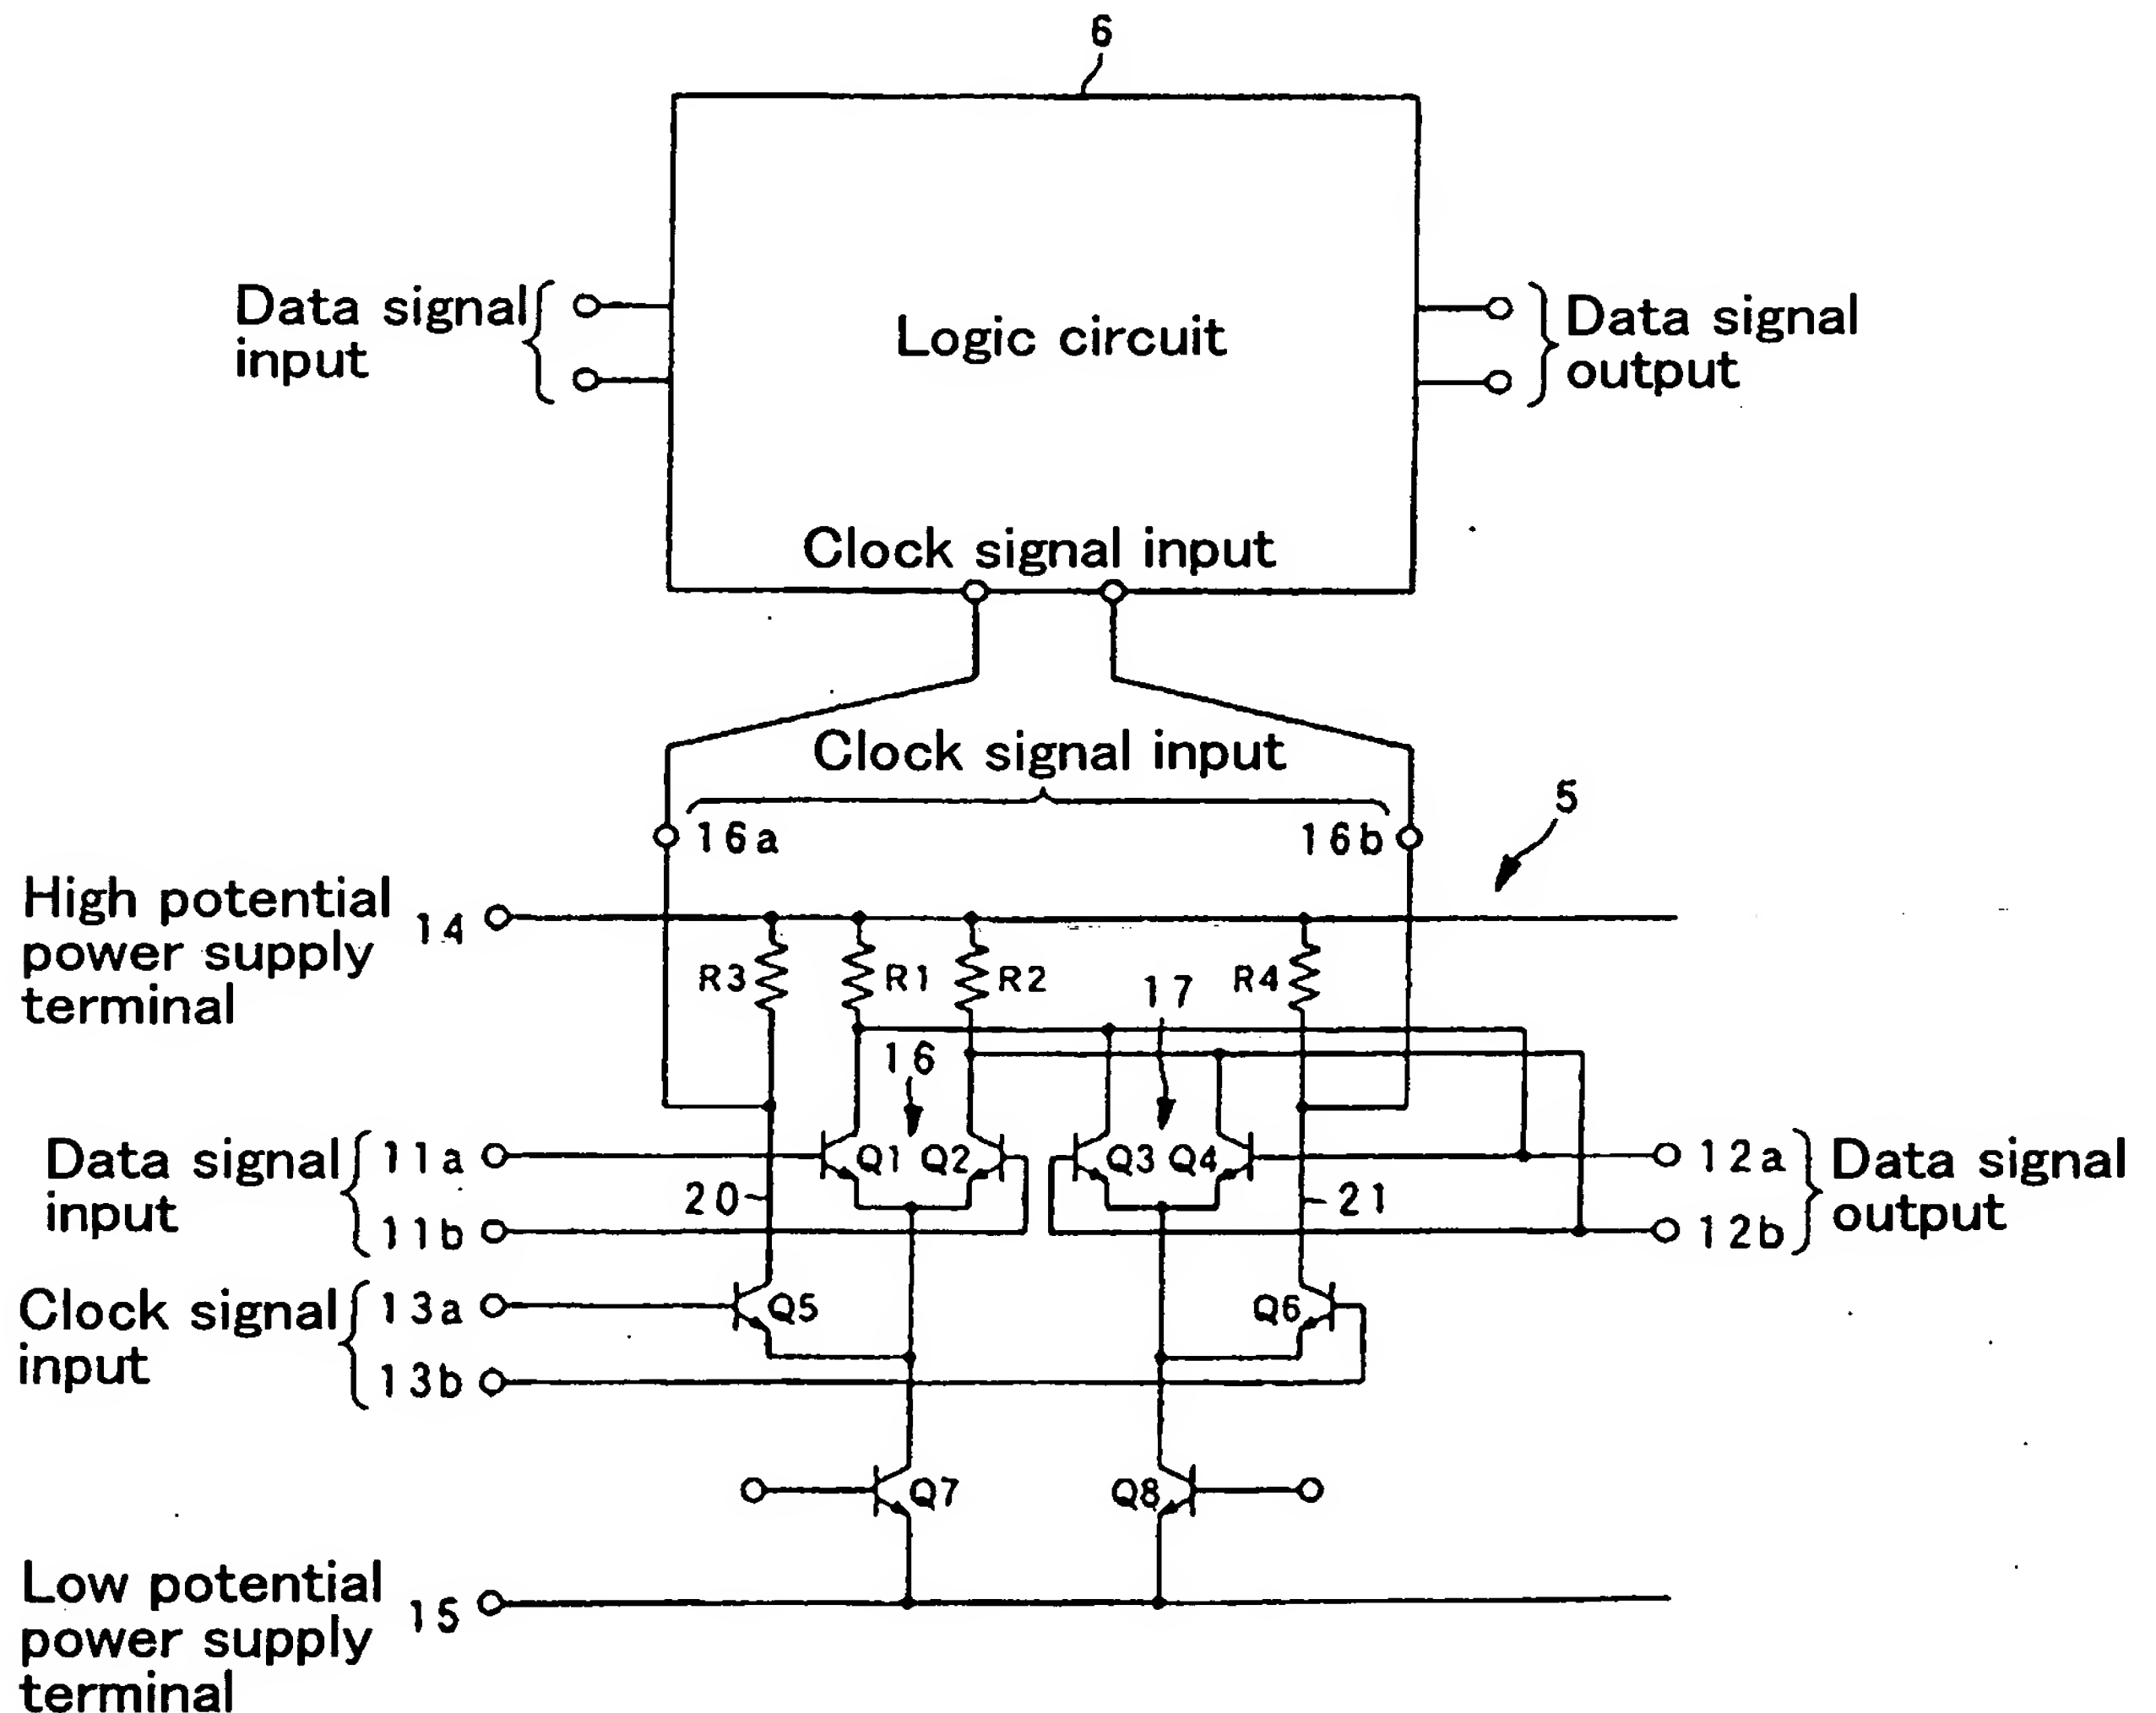 6
Data signal
input
Logic circuit
Data signal
output
Clock signal input
Clock signal input
5
16a
16b
High potential
power supply
terminal
14
R3
R1
R2
17
R4
16
Data signal
input
11a
11b
Q1
Q2
Q3
Q4
20
21
12a
12b
Data signal
output
Clock signal
input
13a
13b
Q5
Q6
Q7
Q8
Low potential
power supply
terminal
15